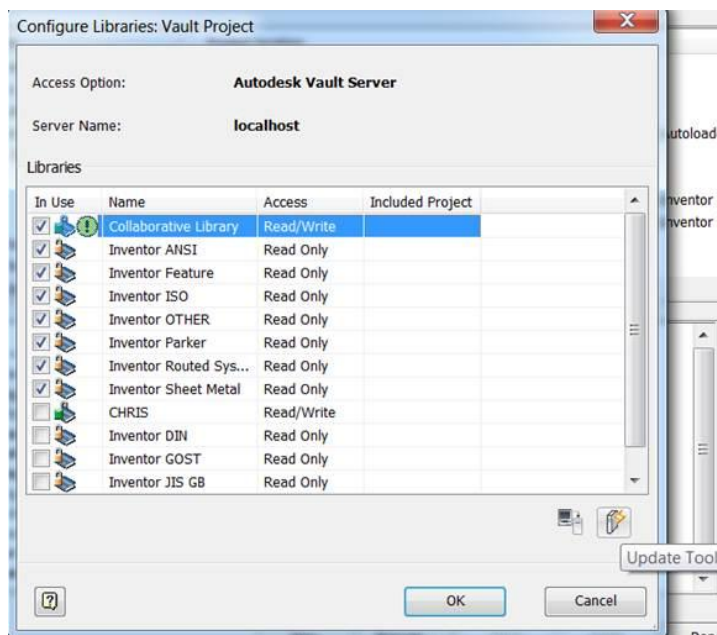 Configure Libraries: Vault Project
Access Option: Autodesk Vault Server
Server Name: localhost
Libraries
In Use Name Access Included Project
Collaborative Library Read/Write
Inventor ANSI Read Only
Inventor Feature Read Only
Inventor ISO Read Only
Inventor OTHER Read Only
Inventor Parker Read Only
Inventor Routed Sys... Read Only
Inventor Sheet Metal Read Only
CHRIS Read/Write
Inventor DIN Read Only
Inventor GOST Read Only
Inventor JIS GB Read Only
Update Tool
OK Cancel
utoload
nventor
nventor